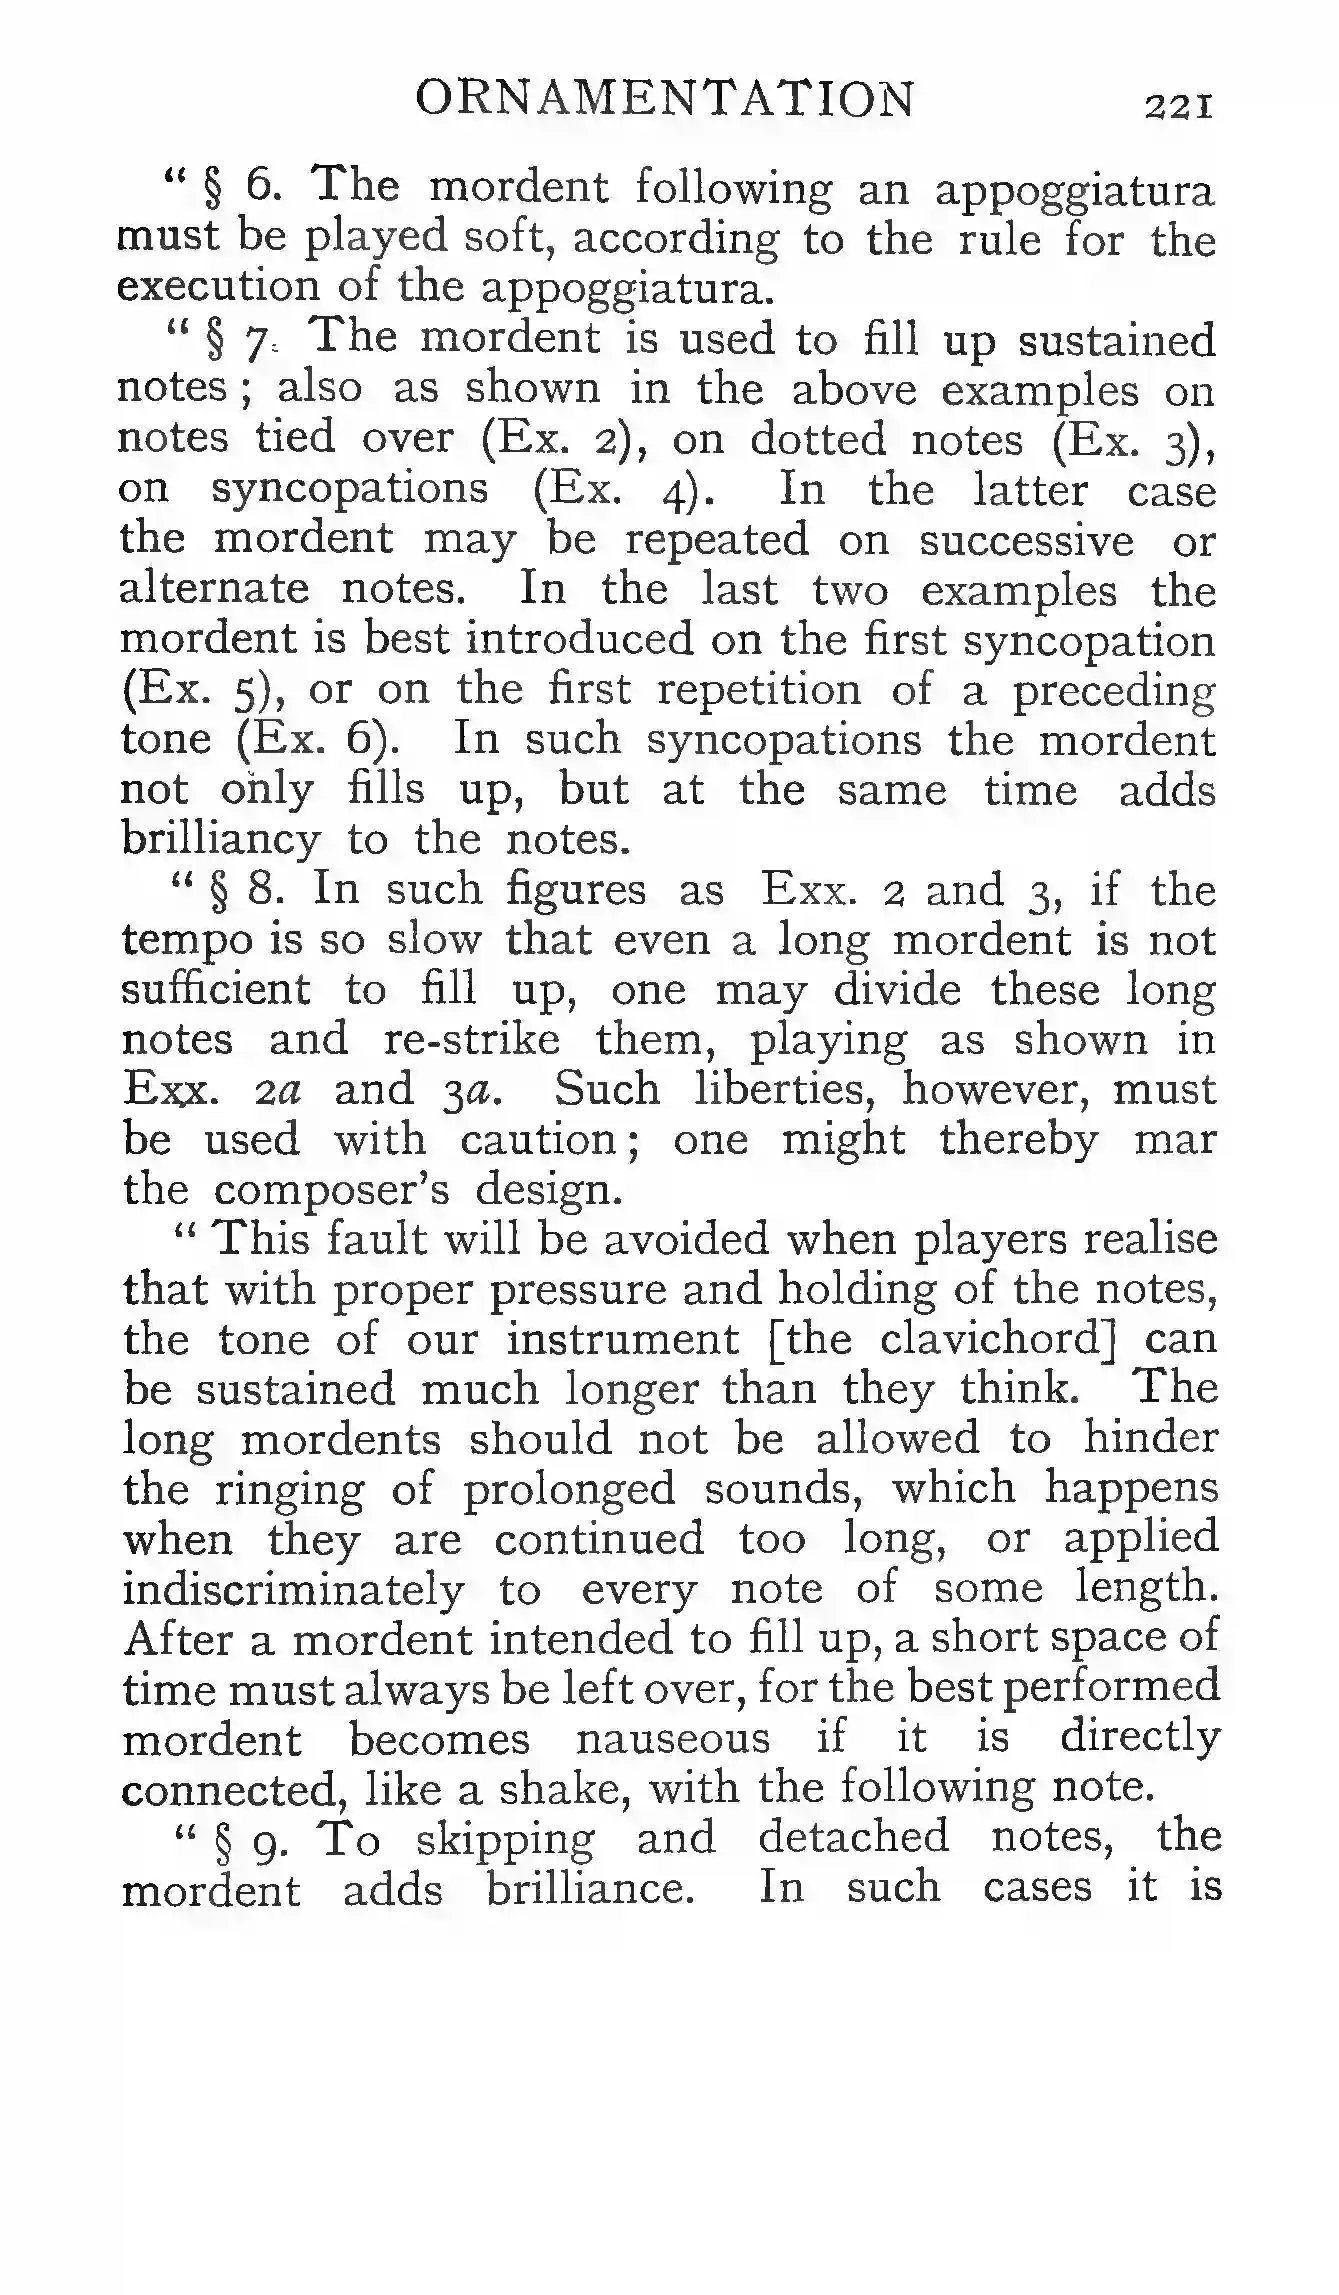 ORNAMENTATION 221
“ § 6. The mordent following an appoggiatura
must be played soft, according to the rule for the
execution of the appoggiatura.
“ § 7. The mordent is used to fill up sustained
notes ; also as shown in the above examples on
notes tied over (Ex. 2), on dotted notes (Ex. 3),
on syncopations (Ex. 4). In the latter case
the mordent may be repeated on successive or
alternate notes. In the last two examples the
mordent is best introduced on the first syncopation
(Ex. 5), or on the first repetition of a preceding
tone (Ex. 6). In such syncopations the mordent
not only fills up, but at the same time adds
brilliancy to the notes.
“ § 8. In such figures as Exx. 2 and 3, if the
tempo is so slow that even a long mordent is not
sufficient to fill up, one may divide these long
notes and re-strike them, playing as shown in
Exx. 2a and 3a. Such liberties, however, must
be used with caution ; one might thereby mar
the composer’s design.
“ This fault will be avoided when players realise
that with proper pressure and holding of the notes,
the tone of our instrument [the clavichord] can
be sustained much longer than they think. The
long mordents should not be allowed to hinder
the ringing of prolonged sounds, which happens
when they are continued too long, or applied
indiscriminately to every note of some length.
After a mordent intended to fill up, a short space of
time must always be left over, for the best performed
mordent becomes nauseous if it is directly
connected, like a shake, with the following note.
“ § 9. To skipping and detached notes, the
mordent adds brilliance. In such cases it is